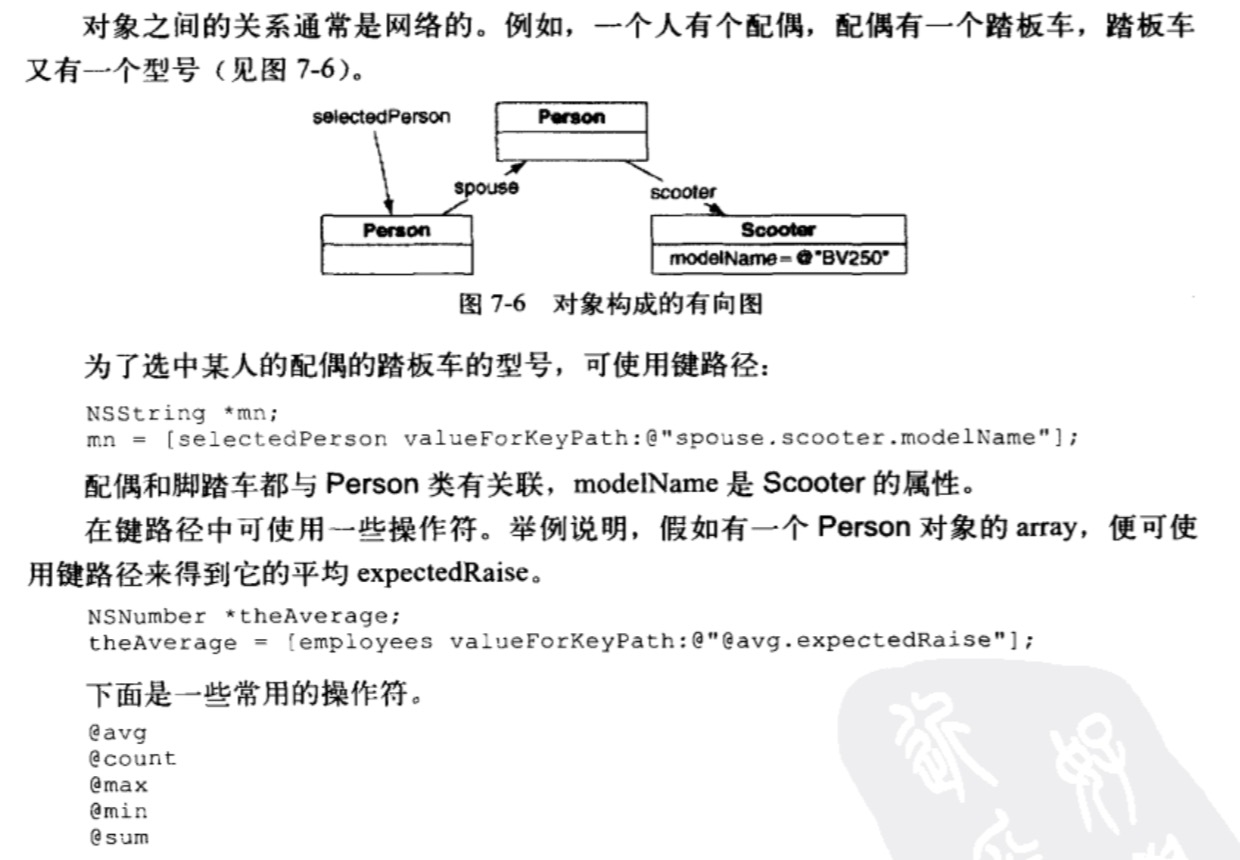 对象之间的关系通常是网络的。例如，一个人有个配偶，配偶有一个踏板车，踏板车
又有一个型号（见图 7-6）。
selectedPerson
Person
spouse
scooter
Person
Scooter
modelName = @"BV250"
图 7-6 对象构成的有向图
为了选中某人的配偶的踏板车的型号，可使用键路径：
NSString *mn;
mn = [selectedPerson valueForKeyPath:@"spouse.scooter.modelName"];
配偶和脚踏车都与 Person 类有关联，modelName 是 Scooter 的属性。
在键路径中可使用一些操作符。举例说明，假如有一个 Person 对象的 array，便可使
用键路径来得到它的平均 expectedRaise。
NSNumber *theAverage;
theAverage = [employees valueForKeyPath:@"@avg.expectedRaise"];
下面是一些常用的操作符。
@avg
@count
@max
@min
@sum